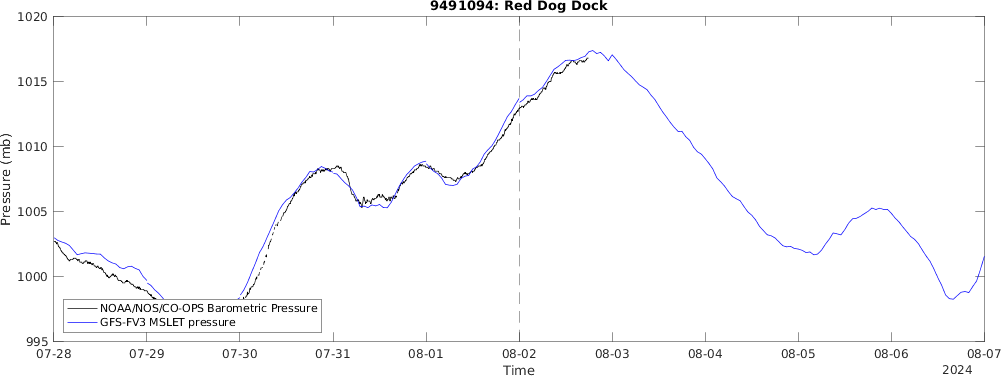 9491094: Red Dog Dock
1020
1015
1010
1005
1000
995
Pressure (mb)
NOAA/NOS/CO-OPS Barometric Pressure
GFS-FV3 MSLET pressure
07-28 07-29 07-30 07-31 08-01 08-02 08-03 08-04 08-05 08-06 08-07
Time
2024